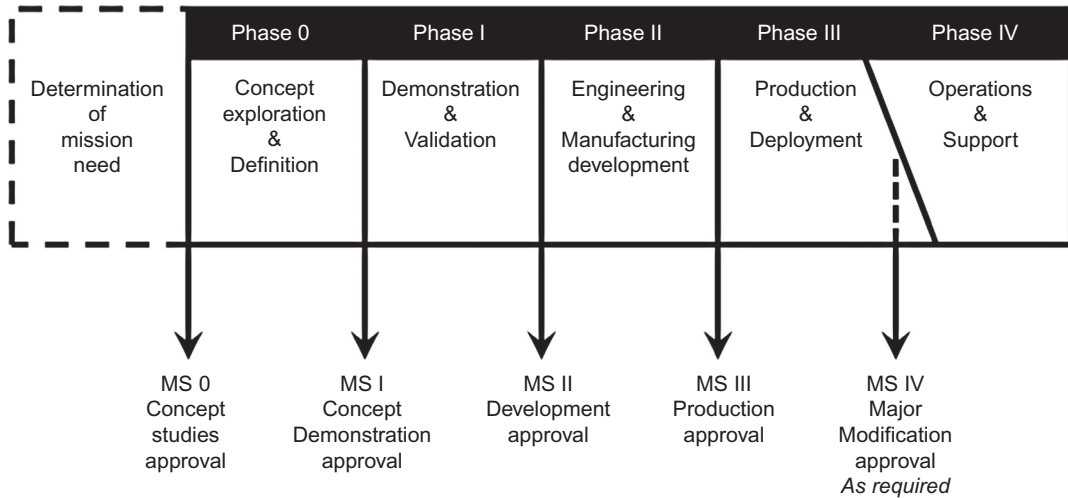 Phase 0
Phase I
Phase II
Phase III
Phase IV
Determination
of
mission
need
Concept
exploration
&
Definition
Demonstration
&
Validation
Engineering
&
Manufacturing
development
Production
&
Deployment
Operations
&
Support
MS 0
Concept
studies
approval
MS I
Concept
Demonstration
approval
MS II
Development
approval
MS III
Production
approval
MS IV
Major
Modification
approval
As required